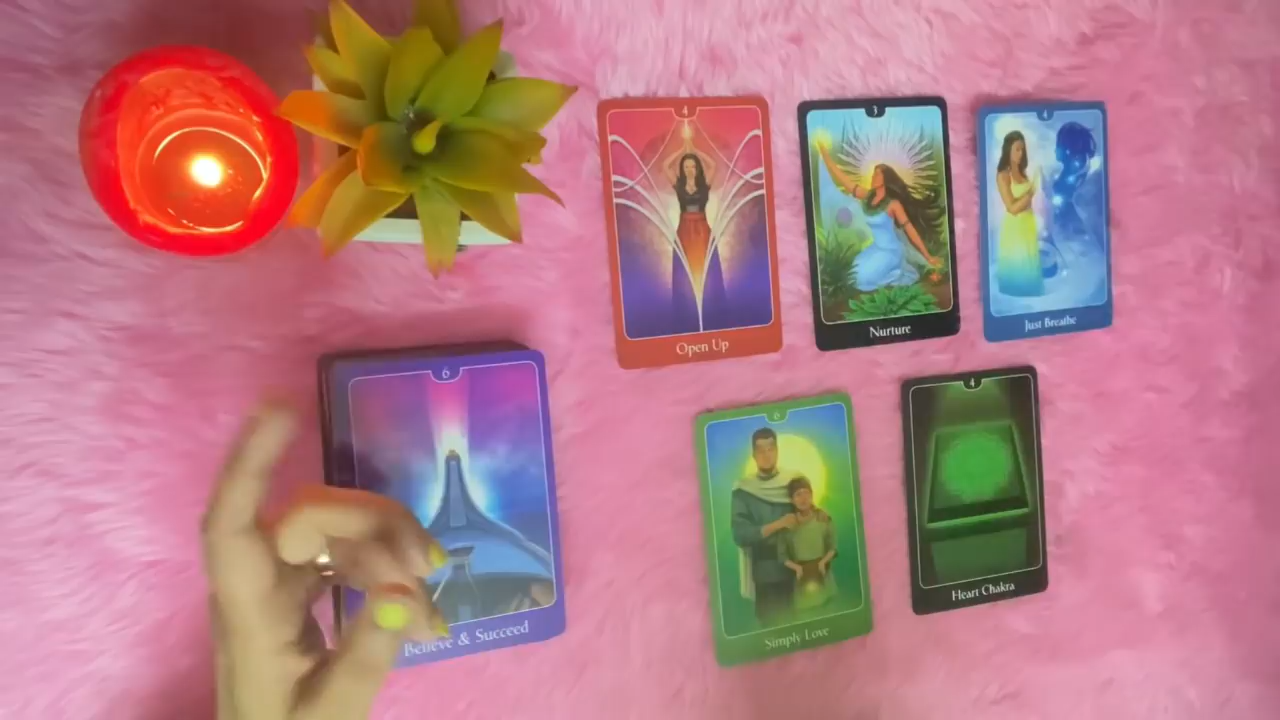 4
Open Up
3
Nurture
4
Just Breathe
6
Believe & Succeed
6
Simply Love
4
Heart Chakra